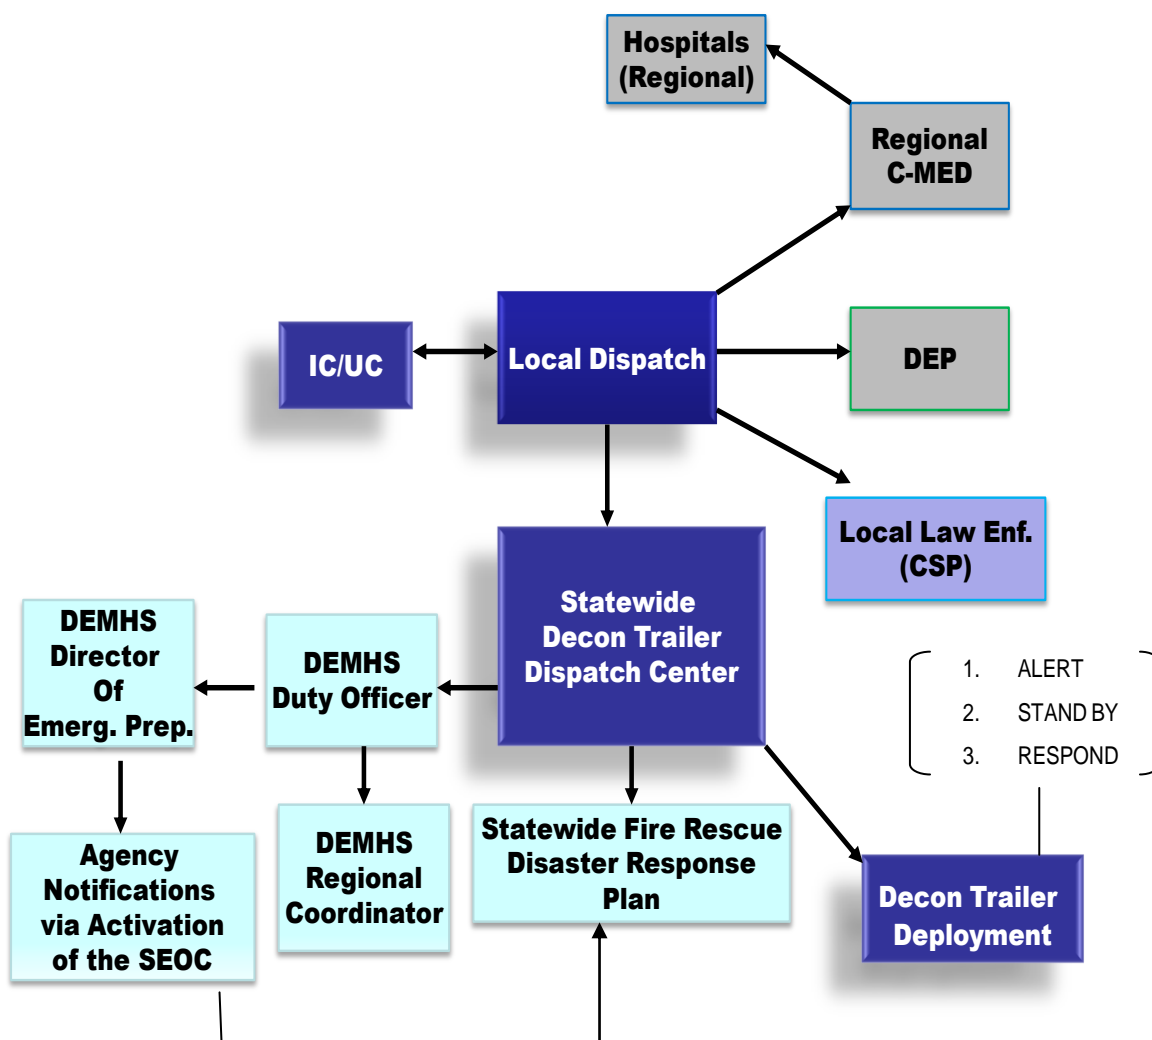 Hospitals
(Regional)
Regional
C-MED
IC/UC
Local Dispatch
DEP
Local Law Enf.
(CSP)
Statewide
Decon Trailer
Dispatch Center
DEMHS
Director
Of
Emerg. Prep.
DEMHS
Duty Officer
1. ALERT
2. STAND BY
3. RESPOND
Agency
Notifications
via Activation
of the SEOC
DEMHS
Regional
Coordinator
Statewide Fire Rescue
Disaster Response
Plan
Decon Trailer
Deployment